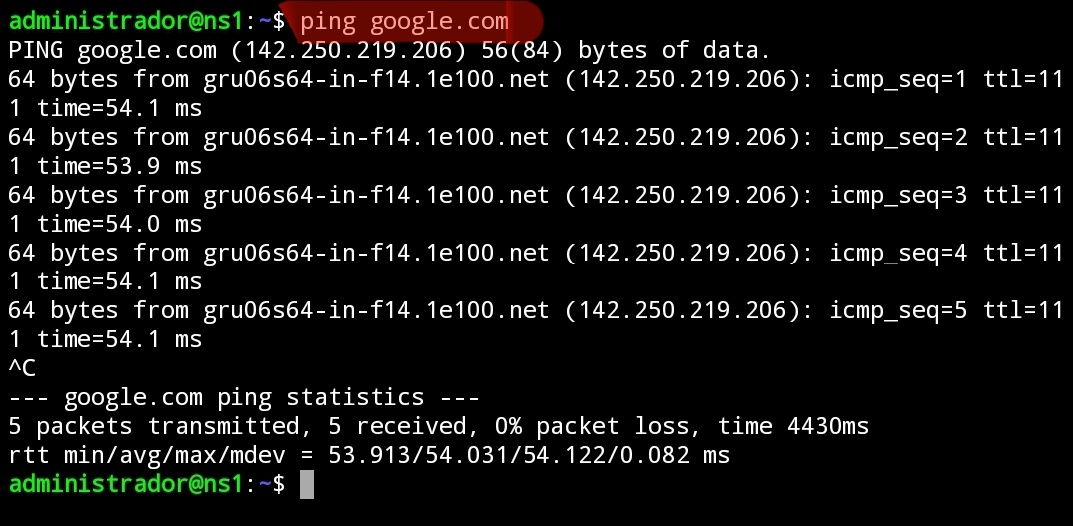 administrador@ns1:~$ ping google.com
PING google.com (142.250.219.206) 56(84) bytes of data.
64 bytes from gru06s64-in-f14.1e100.net (142.250.219.206): icmp_seq=1 ttl=11
1 time=54.1 ms
64 bytes from gru06s64-in-f14.1e100.net (142.250.219.206): icmp_seq=2 ttl=11
1 time=53.9 ms
64 bytes from gru06s64-in-f14.1e100.net (142.250.219.206): icmp_seq=3 ttl=11
1 time=54.0 ms
64 bytes from gru06s64-in-f14.1e100.net (142.250.219.206): icmp_seq=4 ttl=11
1 time=54.1 ms
64 bytes from gru06s64-in-f14.1e100.net (142.250.219.206): icmp_seq=5 ttl=11
1 time=54.1 ms
^C
--- google.com ping statistics ---
5 packets transmitted, 5 received, 0% packet loss, time 4430ms
rtt min/avg/max/mdev = 53.913/54.031/54.122/0.082 ms
administrador@ns1:~$